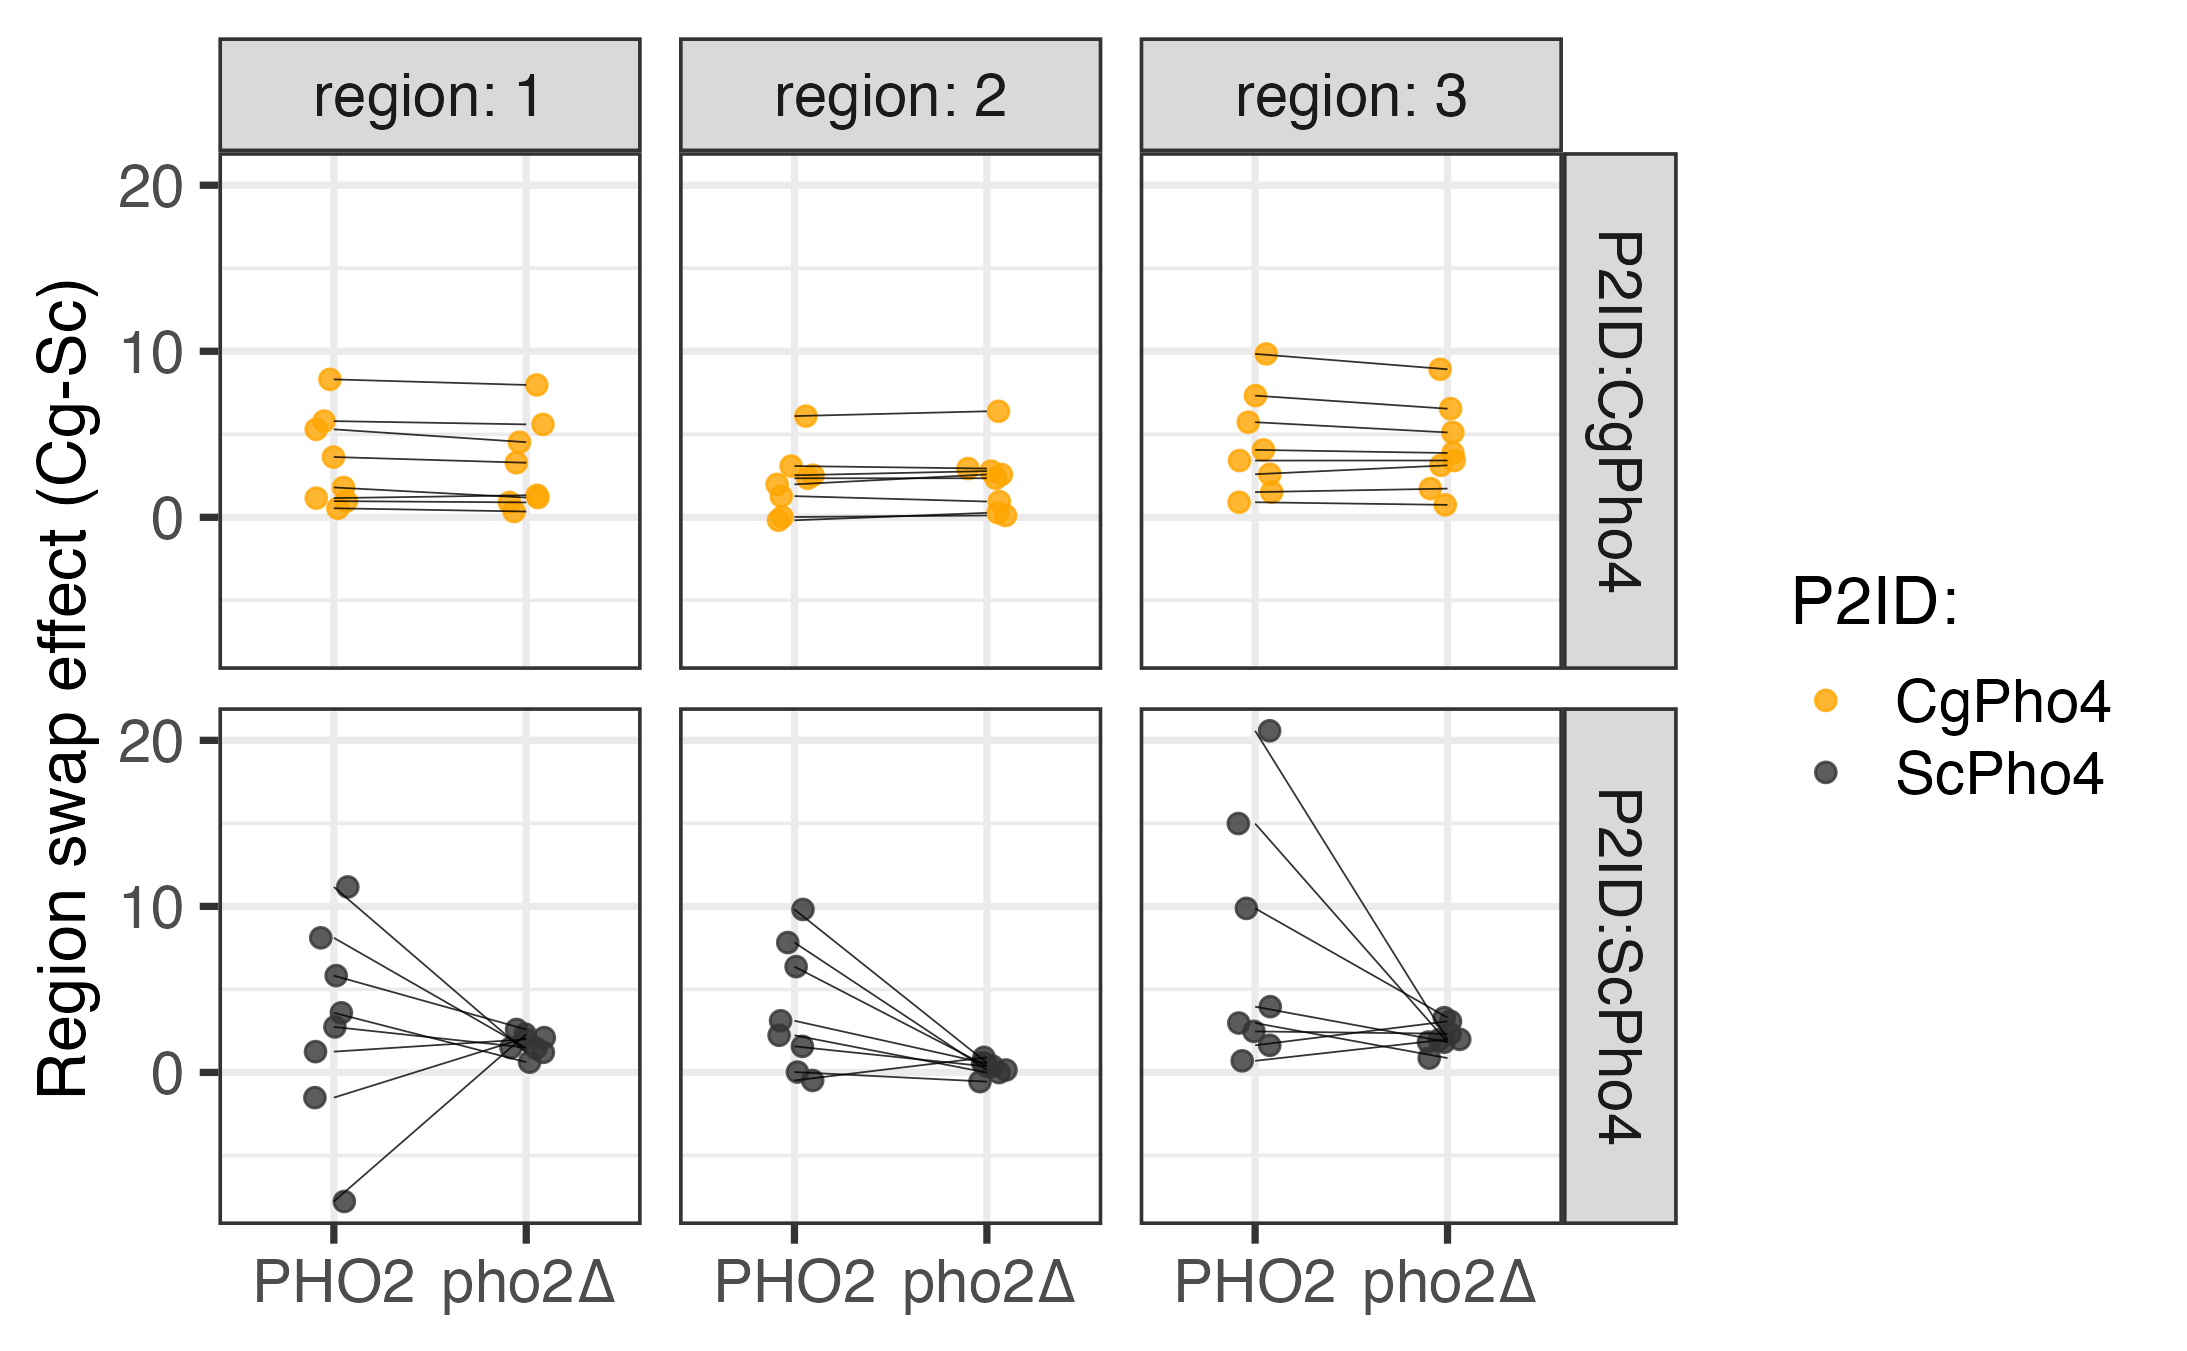 region: 1
region: 2
region: 3
20
10
0
P2ID:CgPho4
Region swap effect (Cg-Sc)
20
10
0
P2ID:ScPho4
PHO2 pho2Δ
PHO2 pho2Δ
PHO2 pho2Δ
P2ID:
CgPho4
ScPho4